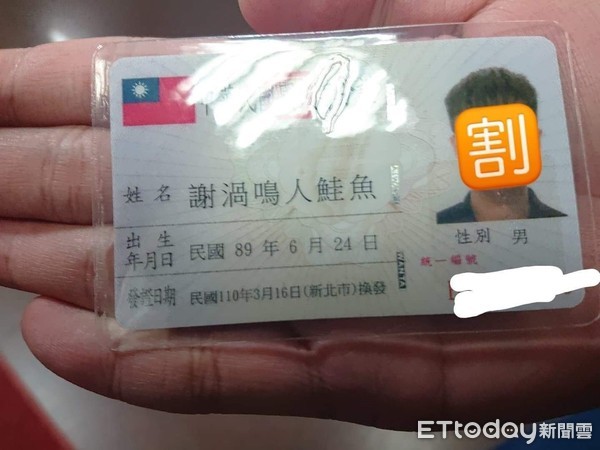 姓名 謝渦鳴人鮭魚
出生年月日 民國 89 年 6 月 24 日
性別 男
統一編號
發證日期 民國110年3月16日(新北市)換發
割
ETtoday新聞雲